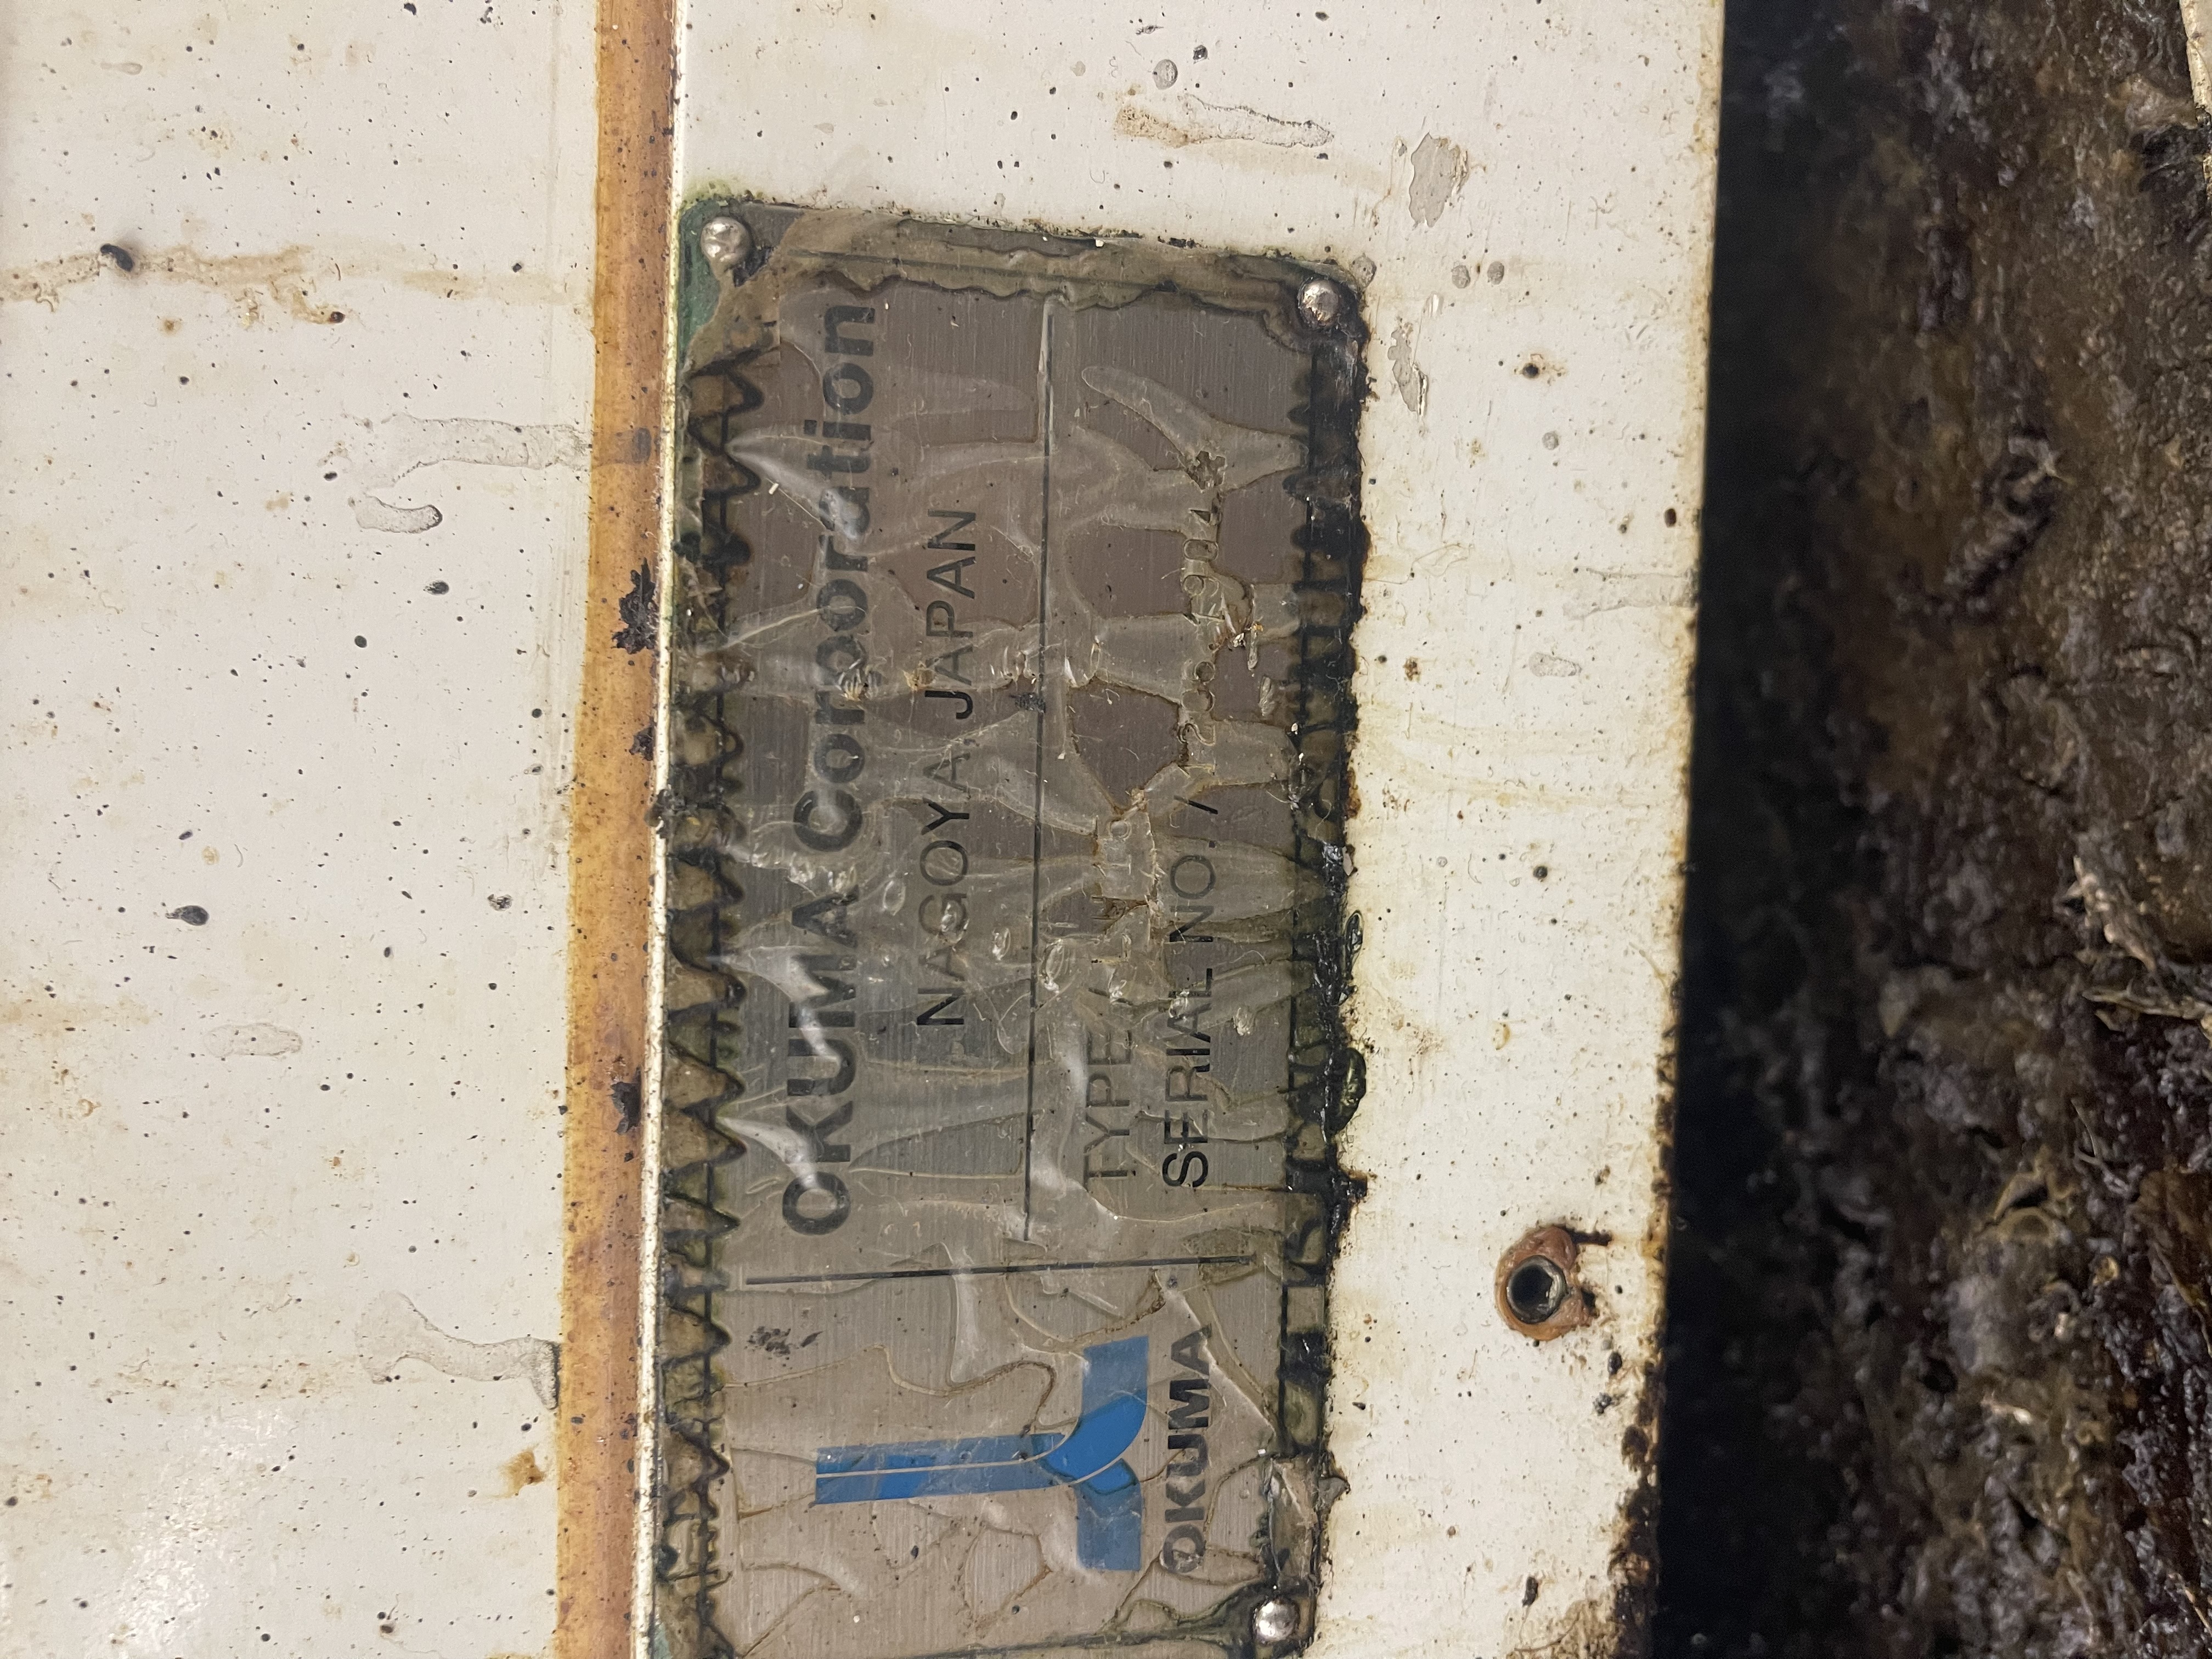 OKUMA Corporation
NAGOYA, JAPAN
TYPE /
SERIAL NO. /
OKUMA